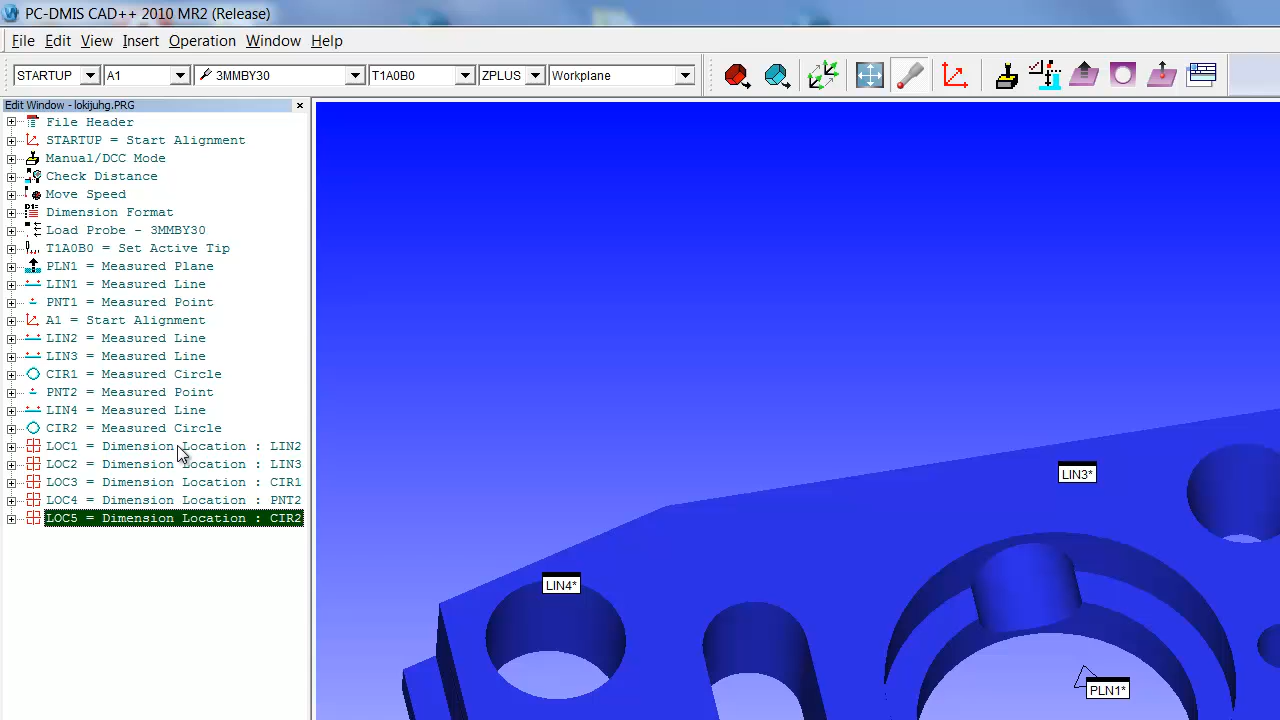 PC-DMIS CAD++ 2010 MR2 (Release)
File Edit View Insert Operation Window Help
STARTUP A1 3MMBY30 T1A0B0 ZPLUS Workplane
Edit Window - lokijuhg.PRG
File Header
STARTUP = Start Alignment
Manual/DCC Mode
Check Distance
Move Speed
Dimension Format
Load Probe - 3MMBY30
T1A0B0 = Set Active Tip
PLN1 = Measured Plane
LIN1 = Measured Line
PNT1 = Measured Point
A1 = Start Alignment
LIN2 = Measured Line
LIN3 = Measured Line
CIR1 = Measured Circle
PNT2 = Measured Point
LIN4 = Measured Line
CIR2 = Measured Circle
LOC1 = Dimension Location : LIN2
LOC2 = Dimension Location : LIN3
LOC3 = Dimension Location : CIR1
LOC4 = Dimension Location : PNT2
LOC5 = Dimension Location : CIR2
LIN3*
LIN4*
PLN1*